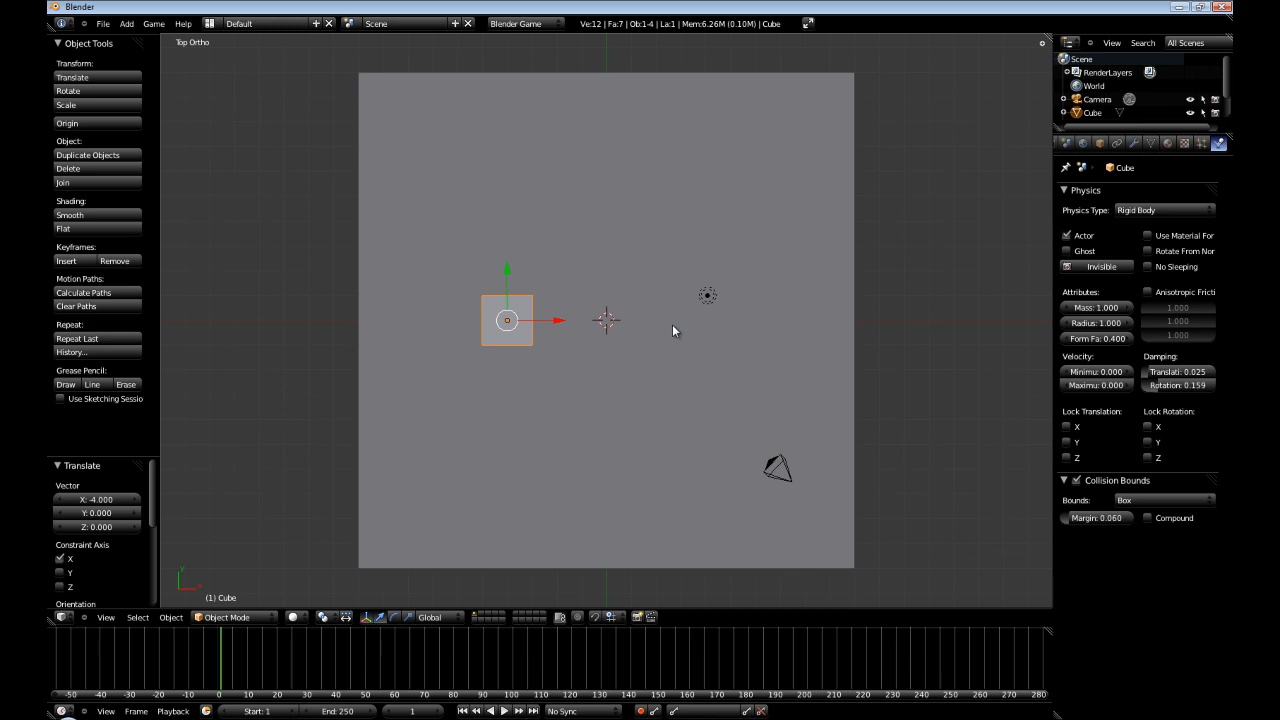 Blender
File Add Game Help Default Scene Blender Game Ve:12 | Fa:7 | Ob:1-4 | La:1 | Mem:6.26M (0.10M) | Cube
Object Tools
Transform:
Translate
Rotate
Scale
Origin
Object:
Duplicate Objects
Delete
Join
Shading:
Smooth
Flat
Keyframes:
Insert Remove
Motion Paths:
Calculate Paths
Clear Paths
Repeat:
Repeat Last
History...
Grease Pencil:
Draw Line Erase
Use Sketching Sessio
Translate
Vector
X: -4.000
Y: 0.000
Z: 0.000
Constraint Axis
X
Y
Z
Orientation
Top Ortho
(1) Cube
View Select Object Object Mode Global
-50 -40 -30 -20 -10 0 10 20 30 40 50 60 70 80 90 100 110 120 130 140 150 160 170 180 190 200 210 220 230 240 250 260 270 280
View Frame Playback Start: 1 End: 250 1 No Sync
View Search All Scenes
Scene
RenderLayers
World
Camera
Cube
Cube
Physics
Physics Type: Rigid Body
Actor Use Material For
Ghost Rotate From Nor
Invisible No Sleeping
Attributes: Anisotropic Fricti
Mass: 1.000 1.000
Radius: 1.000 1.000
Form Fa: 0.400 1.000
Velocity: Damping:
Minimu: 0.000 Translati: 0.025
Maximu: 0.000 Rotation: 0.159
Lock Translation: Lock Rotation:
X X
Y Y
Z Z
Collision Bounds
Bounds: Box
Margin: 0.060 Compound